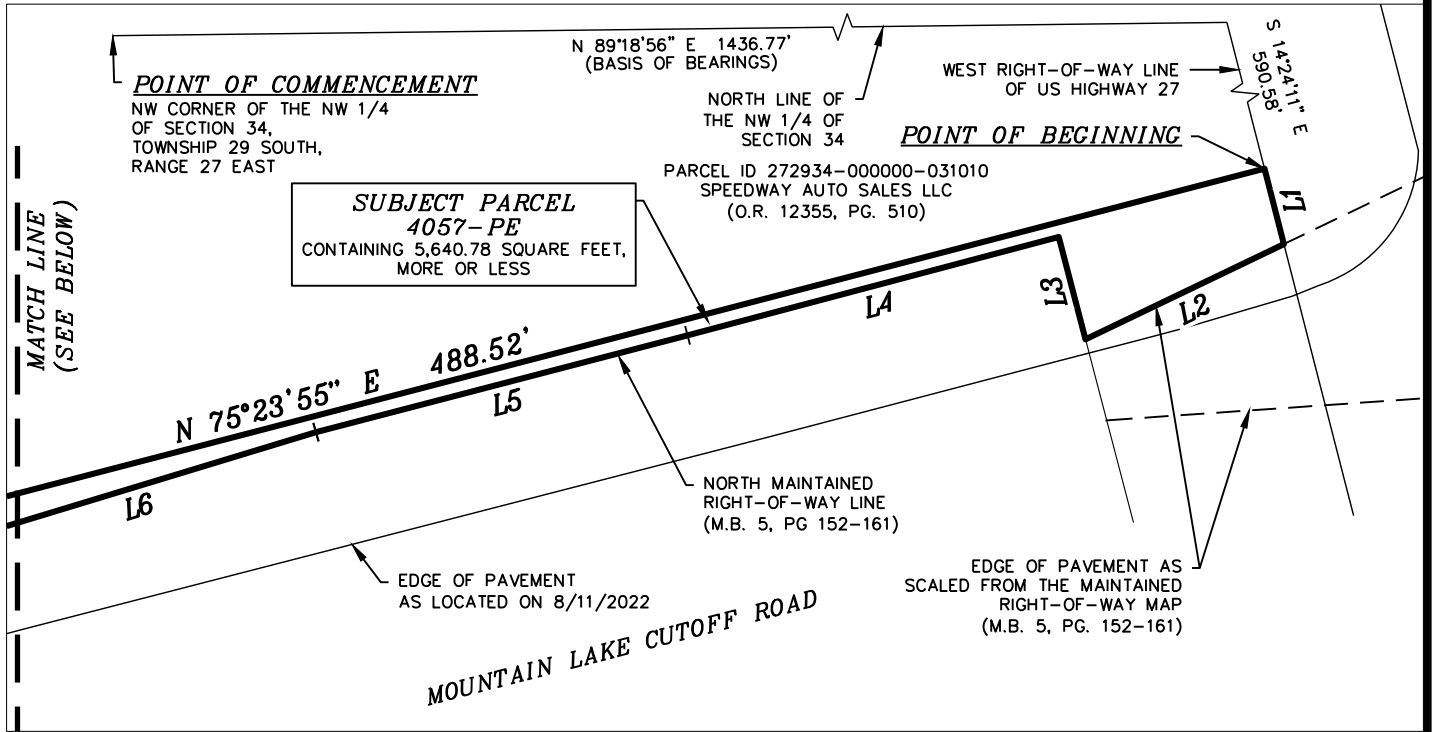 N 89°18'56" E 1436.77'
(BASIS OF BEARINGS)
S 14°24'11" E
590.58'
POINT OF COMMENCEMENT
NW CORNER OF THE NW 1/4
OF SECTION 34,
TOWNSHIP 29 SOUTH,
RANGE 27 EAST
NORTH LINE OF
THE NW 1/4 OF
SECTION 34
WEST RIGHT-OF-WAY LINE
OF US HIGHWAY 27
POINT OF BEGINNING
PARCEL ID 272934-000000-031010
SPEEDWAY AUTO SALES LLC
(O.R. 12355, PG. 510)
SUBJECT PARCEL
4057-PE
CONTAINING 5,640.78 SQUARE FEET,
MORE OR LESS
MATCH LINE
(SEE BELOW)
L1
L2
L3
L4
N 75°23'55" E 488.52'
L5
L6
NORTH MAINTAINED
RIGHT-OF-WAY LINE
(M.B. 5, PG 152-161)
EDGE OF PAVEMENT
AS LOCATED ON 8/11/2022
EDGE OF PAVEMENT AS
SCALED FROM THE MAINTAINED
RIGHT-OF-WAY MAP
(M.B. 5, PG. 152-161)
MOUNTAIN LAKE CUTOFF ROAD